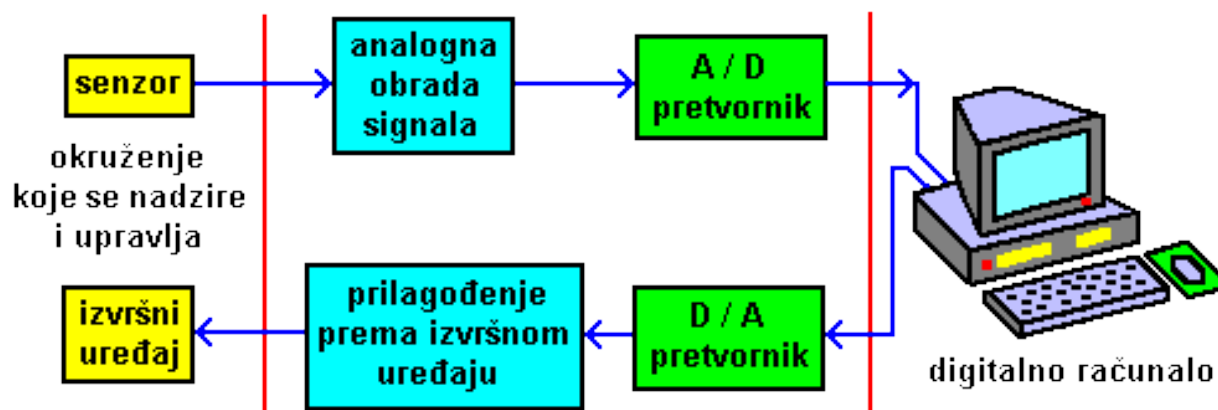 senzor
analogna
obrada
signala
A / D
pretvornik
okruženje
koje se nadzire
i upravlja
izvršni
uređaj
prilagođenje
prema izvršnom
uređaju
D / A
pretvornik
digitalno računalo